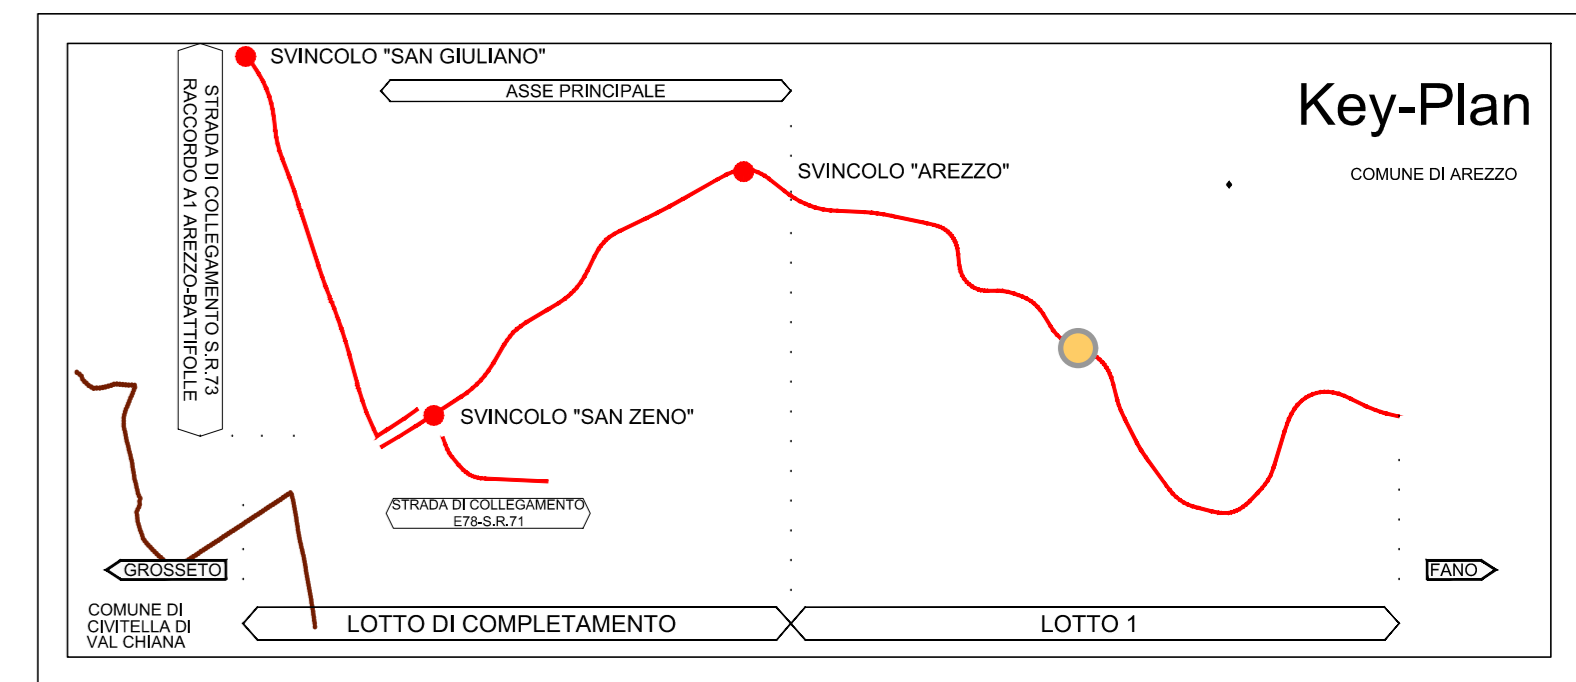 SVINCOLO "SAN GIULIANO"
ASSE PRINCIPALE
Key-Plan
STRADA DI COLLEGAMENTO S.R.73
RACCORDO A1 AREZZO-BATTIFOLLE
SVINCOLO "AREZZO"
COMUNE DI AREZZO
SVINCOLO "SAN ZENO"
STRADA DI COLLEGAMENTO
E78-S.R.71
GROSSETO
FANO
COMUNE DI
CIVITELLA DI
VAL CHIANA
LOTTO DI COMPLETAMENTO
LOTTO 1